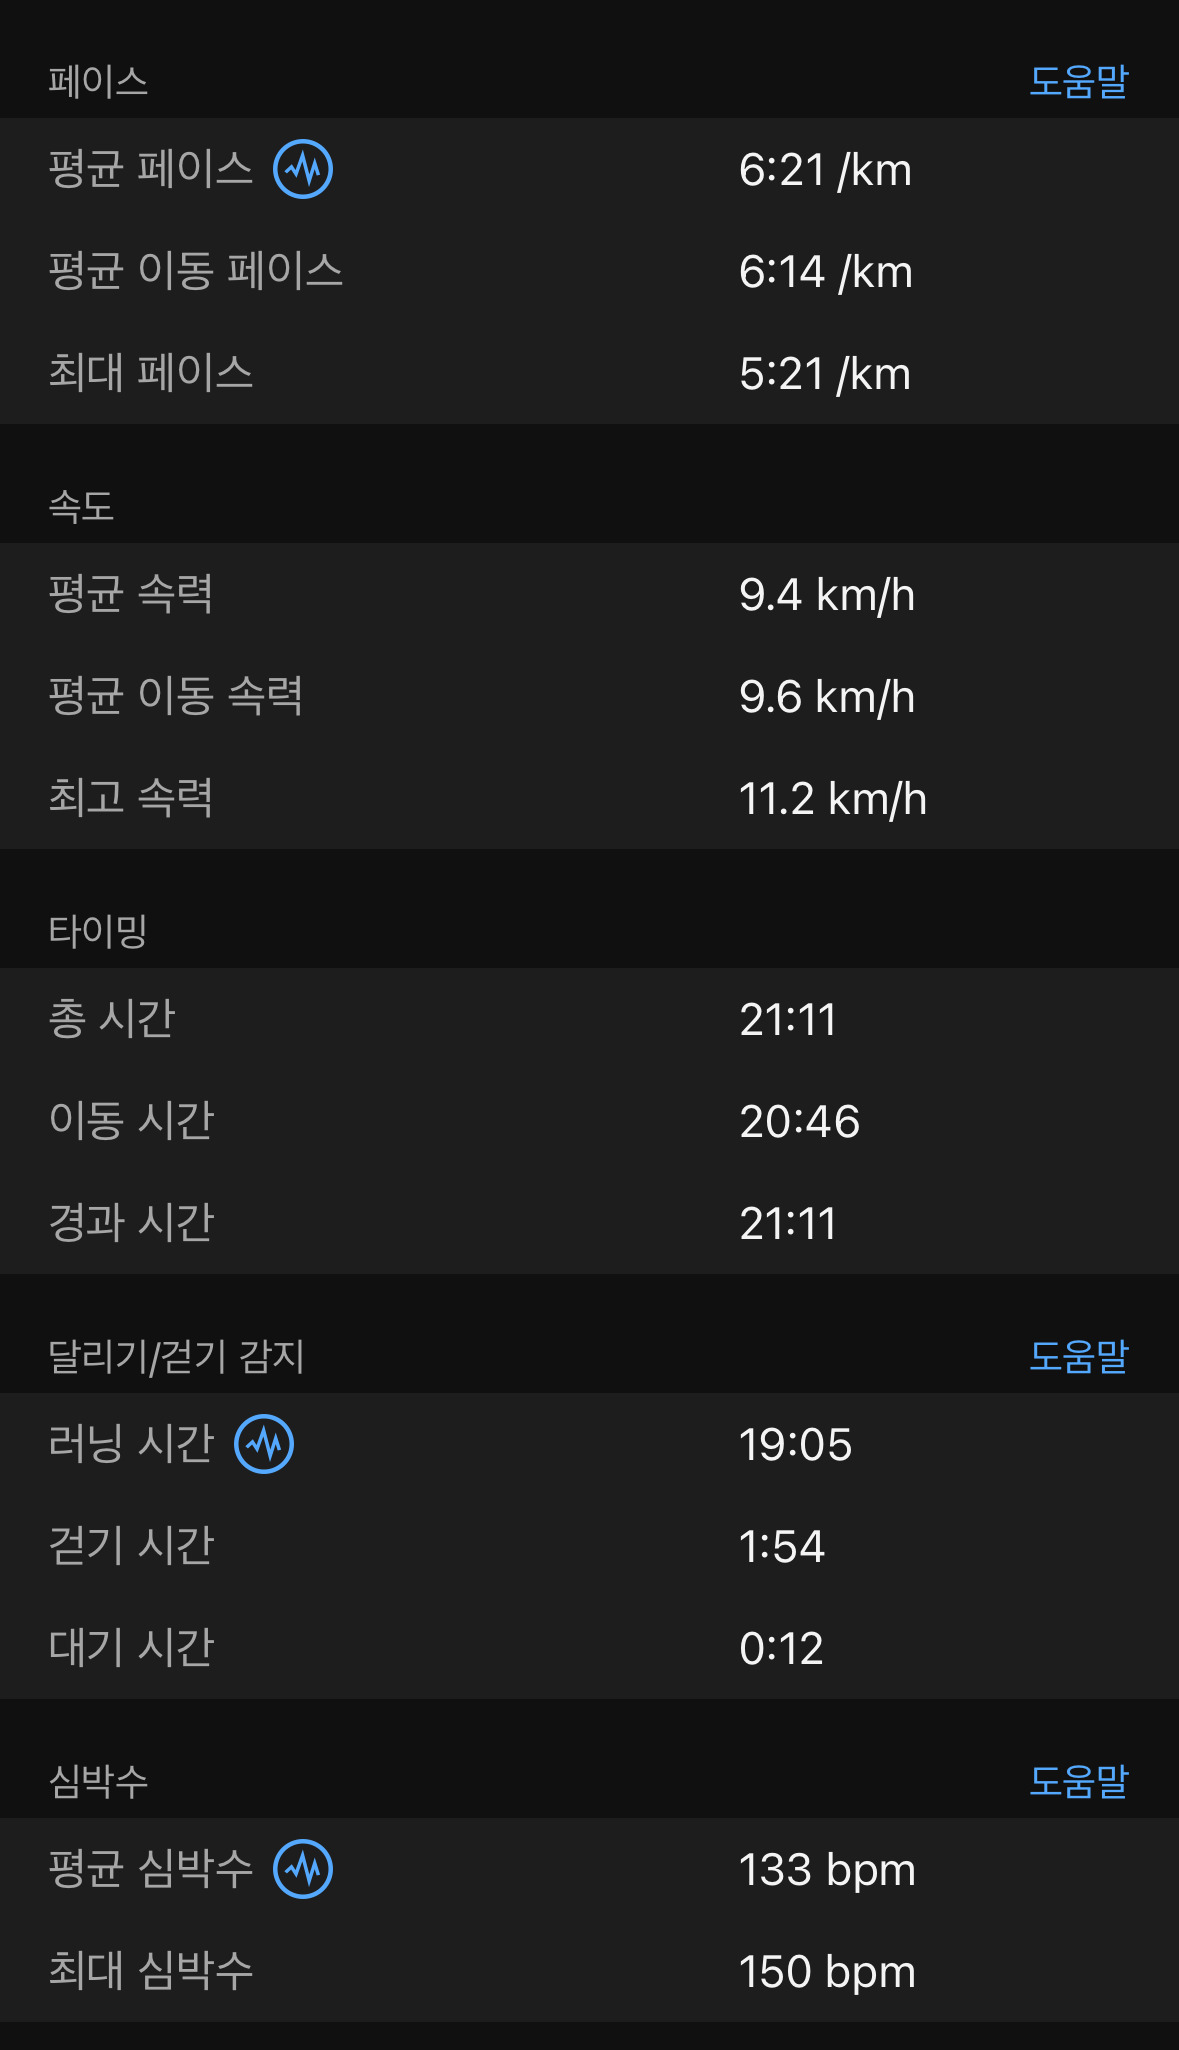 페이스 도움말
평균 페이스 6:21 /km
평균 이동 페이스 6:14 /km
최대 페이스 5:21 /km
속도
평균 속력 9.4 km/h
평균 이동 속력 9.6 km/h
최고 속력 11.2 km/h
타이밍
총 시간 21:11
이동 시간 20:46
경과 시간 21:11
달리기/걷기 감지 도움말
러닝 시간 19:05
걷기 시간 1:54
대기 시간 0:12
심박수 도움말
평균 심박수 133 bpm
최대 심박수 150 bpm